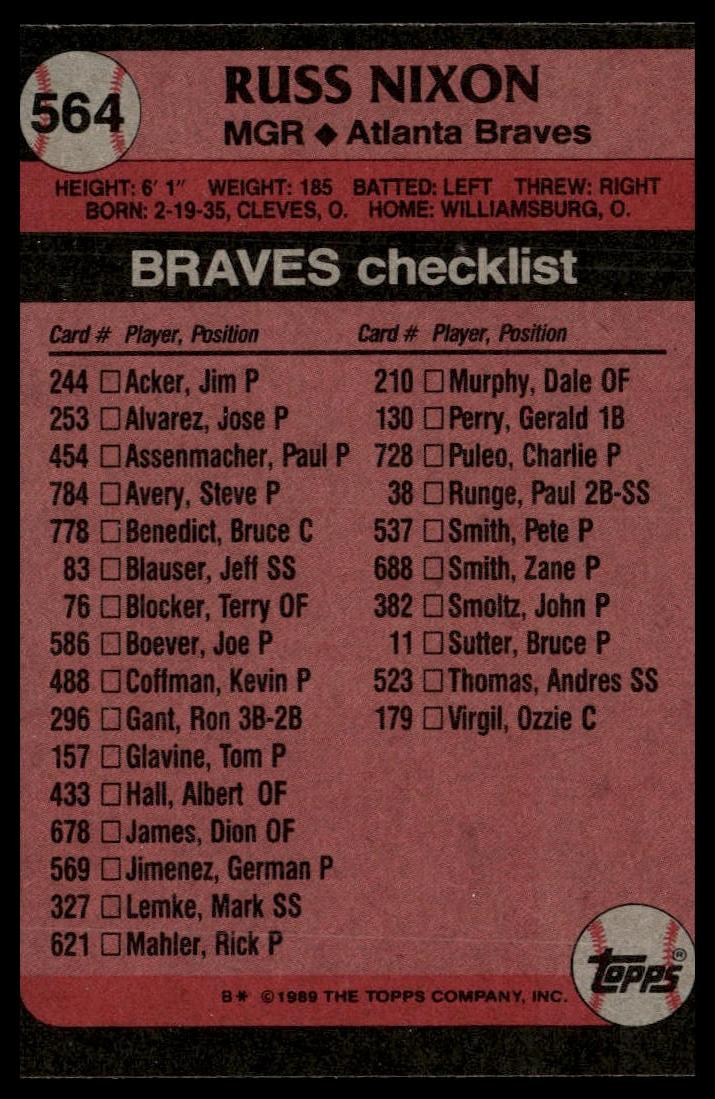 564
RUSS NIXON
MGR ♦ Atlanta Braves
HEIGHT: 6' 1" WEIGHT: 185 BATTED: LEFT THREW: RIGHT
BORN: 2-19-35, CLEVES, O. HOME: WILLIAMSBURG, O.
BRAVES checklist
Card # Player, Position
244 □ Acker, Jim P
253 □ Alvarez, Jose P
454 □ Assenmacher, Paul P
784 □ Avery, Steve P
778 □ Benedict, Bruce C
83 □ Blauser, Jeff SS
76 □ Blocker, Terry OF
586 □ Boever, Joe P
488 □ Coffman, Kevin P
296 □ Gant, Ron 3B-2B
157 □ Glavine, Tom P
433 □ Hall, Albert OF
678 □ James, Dion OF
569 □ Jimenez, German P
327 □ Lemke, Mark SS
621 □ Mahler, Rick P
Card # Player, Position
210 □ Murphy, Dale OF
130 □ Perry, Gerald 1B
728 □ Puleo, Charlie P
38 □ Runge, Paul 2B-SS
537 □ Smith, Pete P
688 □ Smith, Zane P
382 □ Smoltz, John P
11 □ Sutter, Bruce P
523 □ Thomas, Andres SS
179 □ Virgil, Ozzie C
topps®
B* ©1989 THE TOPPS COMPANY, INC.